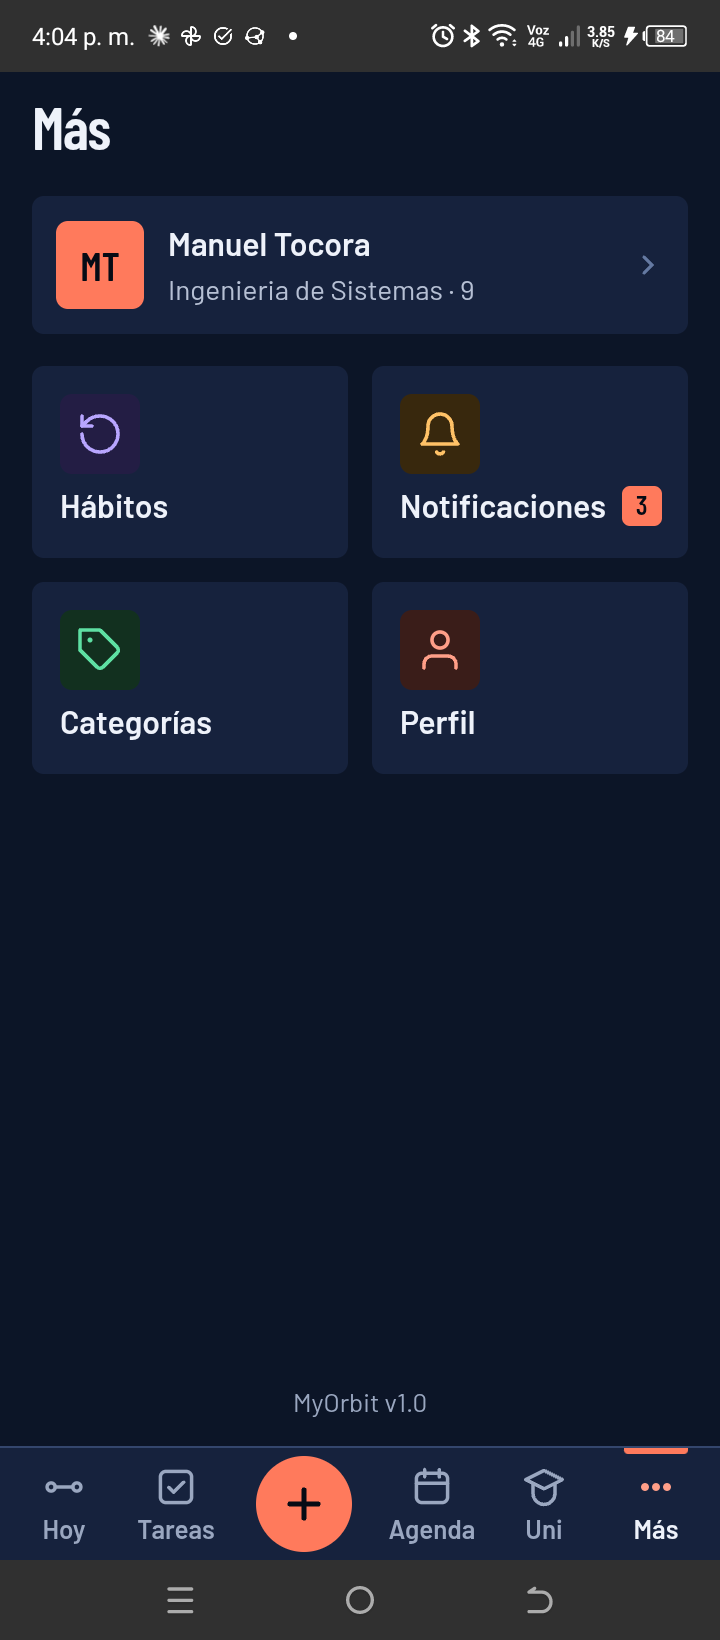 4:04 p. m.
Voz
4G
3.85
K/S
84
Más
MT
Manuel Tocora
Ingenieria de Sistemas · 9
Hábitos
Notificaciones 3
Categorías
Perfil
MyOrbit v1.0
Hoy
Tareas
Agenda
Uni
Más